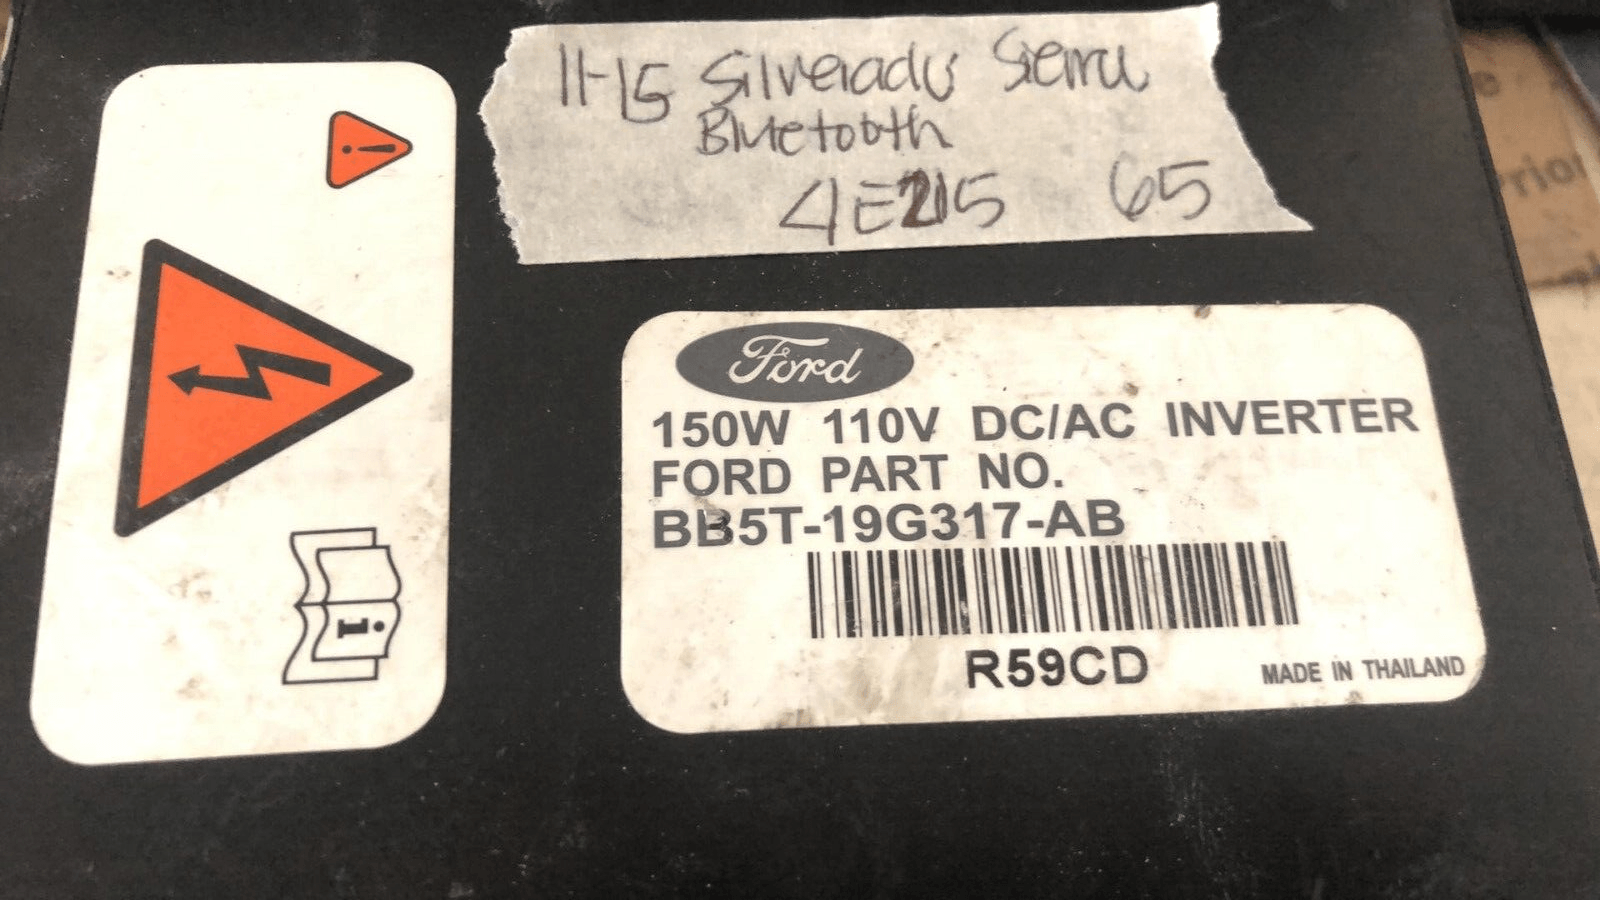 11-15 Silverado Sierra
Bluetooth
4E215 65
Ford
150W 110V DC/AC INVERTER
FORD PART NO.
BB5T-19G317-AB
R59CD
MADE IN THAILAND
i